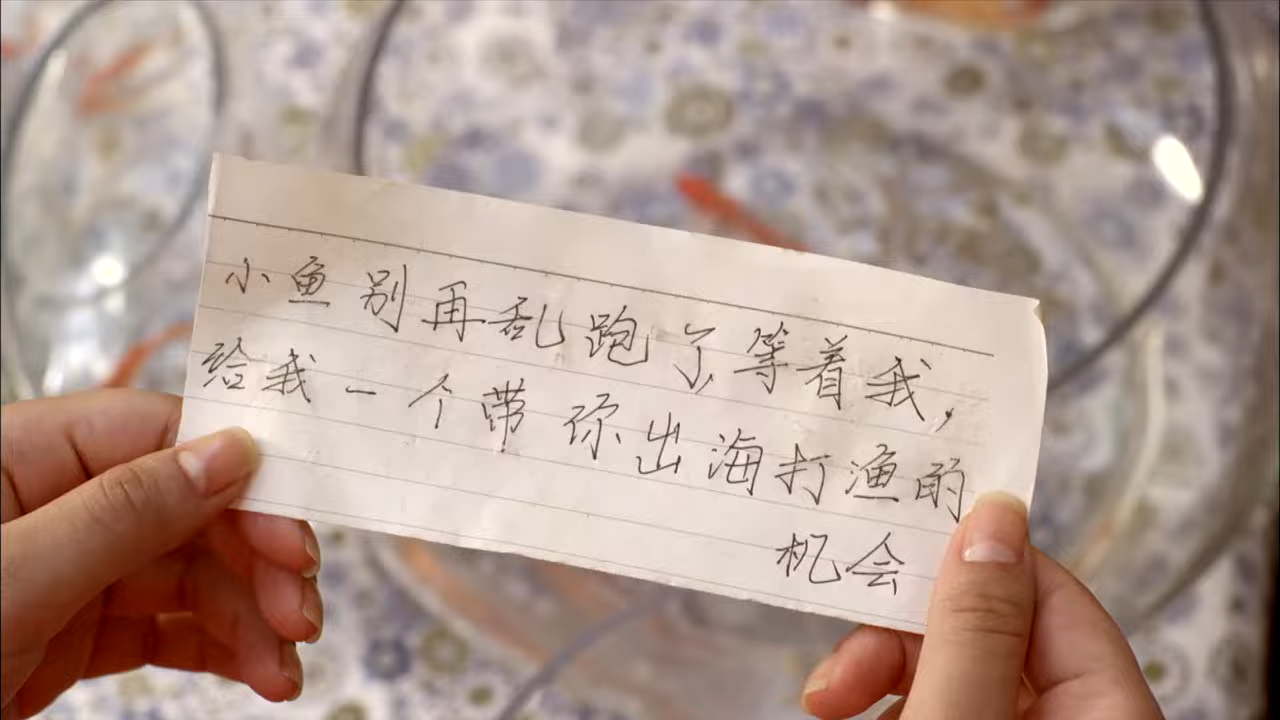 小鱼别再乱跑了等着我,
给我一个带你出海打渔的
机会